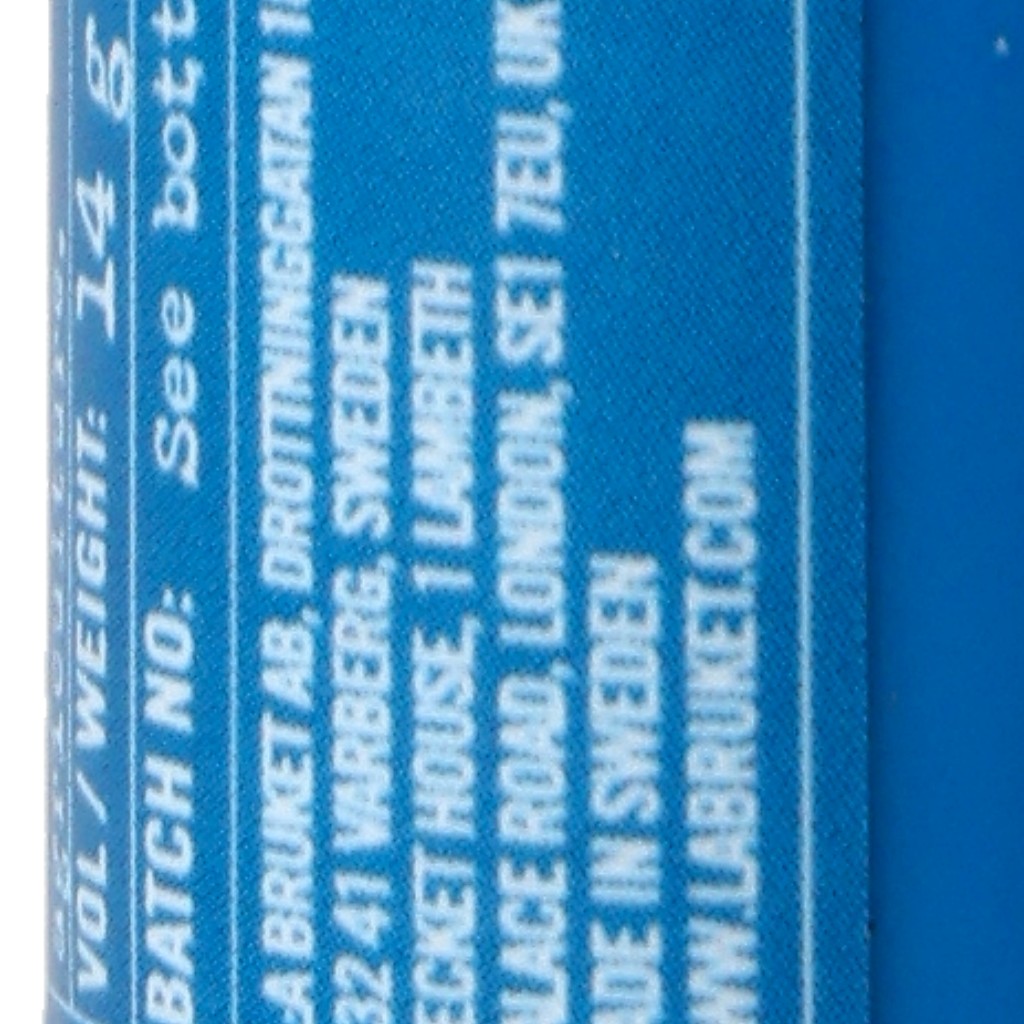 VOL / WEIGHT: 14 g
BATCH NO: See bott
LA BRUKET AB, DROTTNINGGATAN
32 41 VARBERG, SWEDEN
ECKET HOUSE, 1 LAMBETH
LACE ROAD, LONDON, SE1 7EU, UK
DE IN SWEDEN
WW.LABRUKET.COM